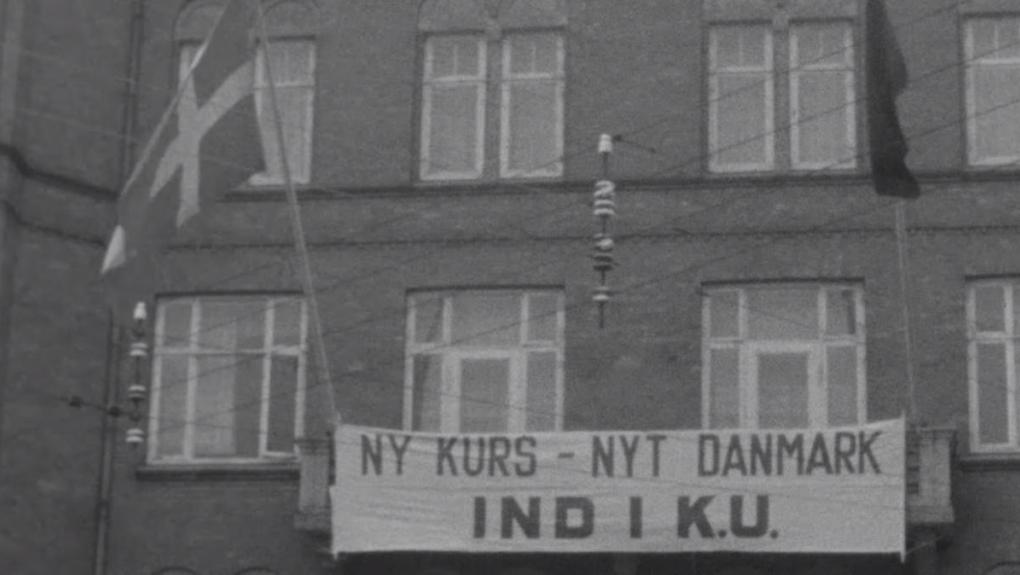 NY KURS - NYT DANMARK
IND I K.U.